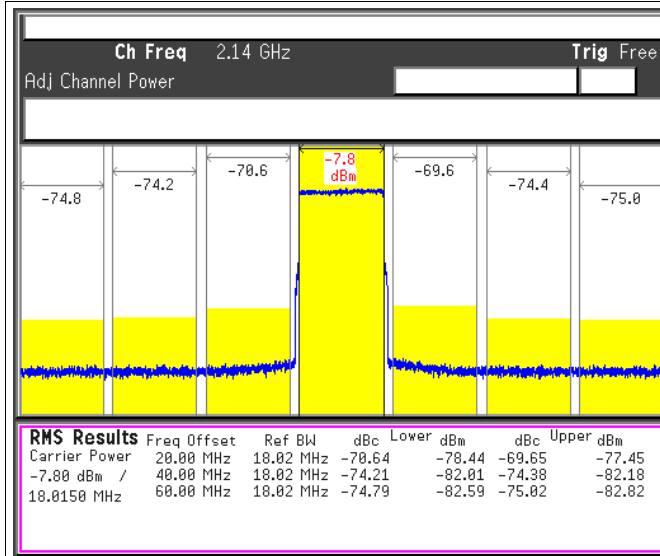 Ch Freq 2.14 GHz Trig Free
Adj Channel Power
-74.8 -74.2 -70.6 -7.8 dBm -69.6 -74.4 -75.0
RMS Results Freq Offset Ref BW dBc Lower dBm dBc Upper dBm
Carrier Power 20.00 MHz 18.02 MHz -70.64 -78.44 -69.65 -77.45
-7.80 dBm / 40.00 MHz 18.02 MHz -74.21 -82.01 -74.38 -82.18
18.0150 MHz 60.00 MHz 18.02 MHz -74.79 -82.59 -75.02 -82.82